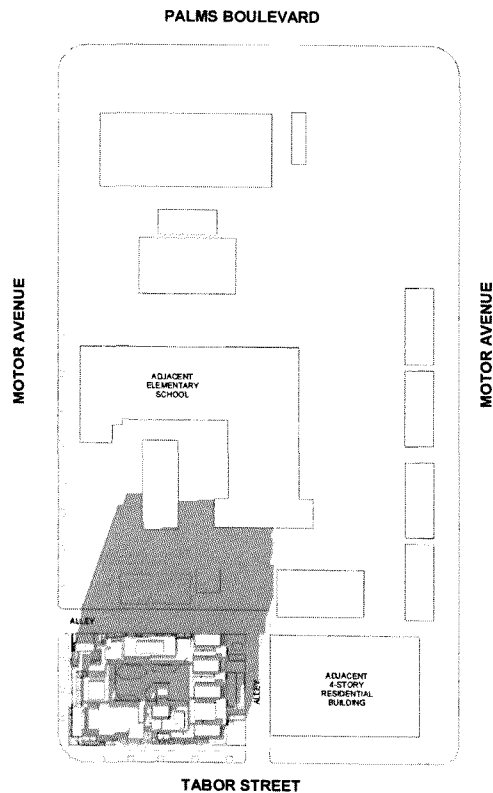 PALMS BOULEVARD
MOTOR AVENUE
MOTOR AVENUE
ADJACENT
ELEMENTARY
SCHOOL
ALLEY
ALLEY
ADJACENT
4-STORY
RESIDENTIAL
BUILDING
TABOR STREET